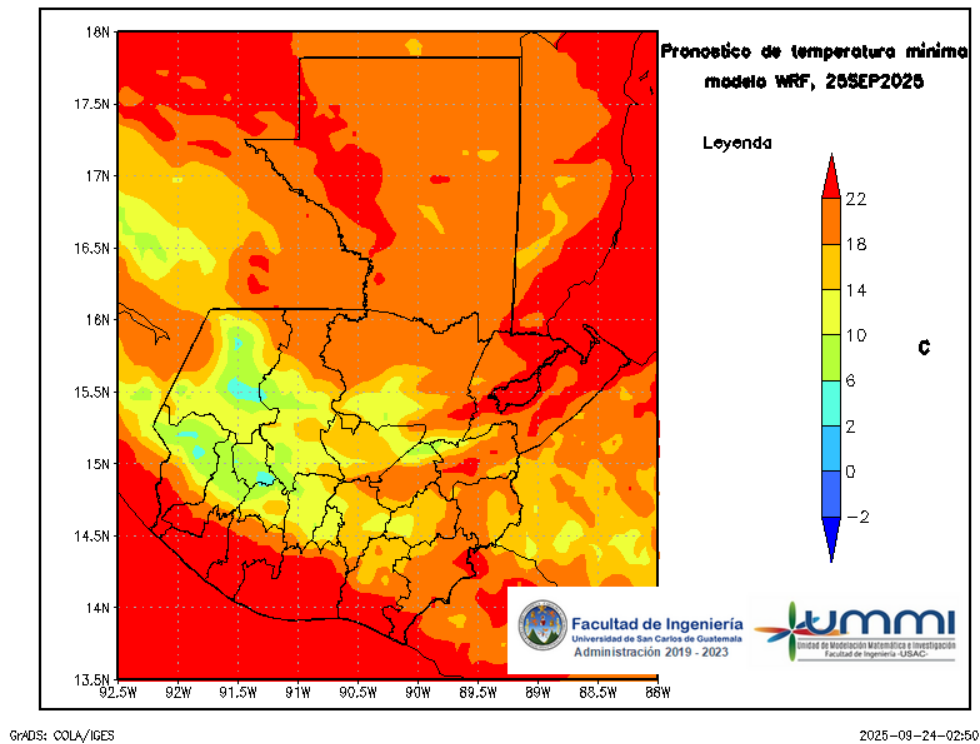 Pronostico de temperatura minima
modelo WRF, 25SEP2025
Leyenda
22
18
14
10
6
2
0
-2
C
18N
17.5N
17N
16.5N
16N
15.5N
15N
14.5N
14N
13.5N
92.5W 92W 91.5W 91W 90.5W 90W 89.5W 89W 88.5W 88W
Facultad de Ingeniería
Universidad de San Carlos de Guatemala
Administración 2019 - 2023
ummi
Unidad de Modelación Matemática e Investigación
Facultad de Ingeniería -USAC-
GrADS: COLA/IGES
2025-09-24-02:56